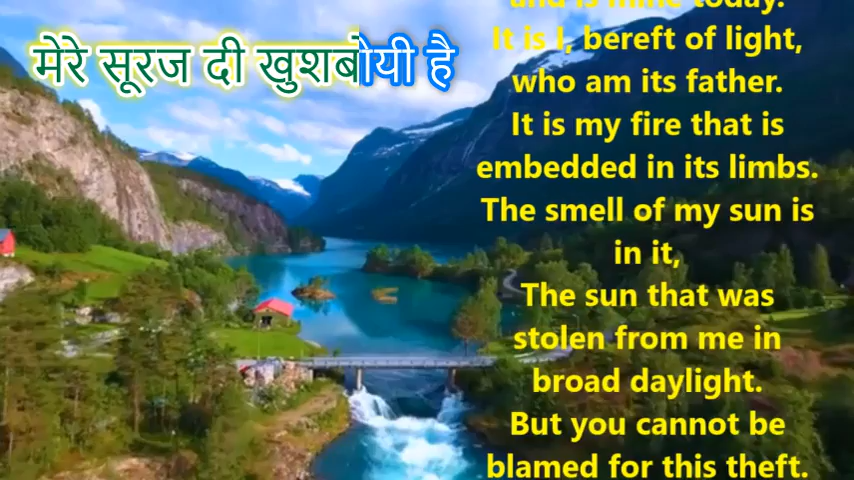 मेरे सूरज दी खुशबोयी है
and is mine today.
It is I, bereft of light,
who am its father.
It is my fire that is
embedded in its limbs.
The smell of my sun is
in it,
The sun that was
stolen from me in
broad daylight.
But you cannot be
blamed for this theft.